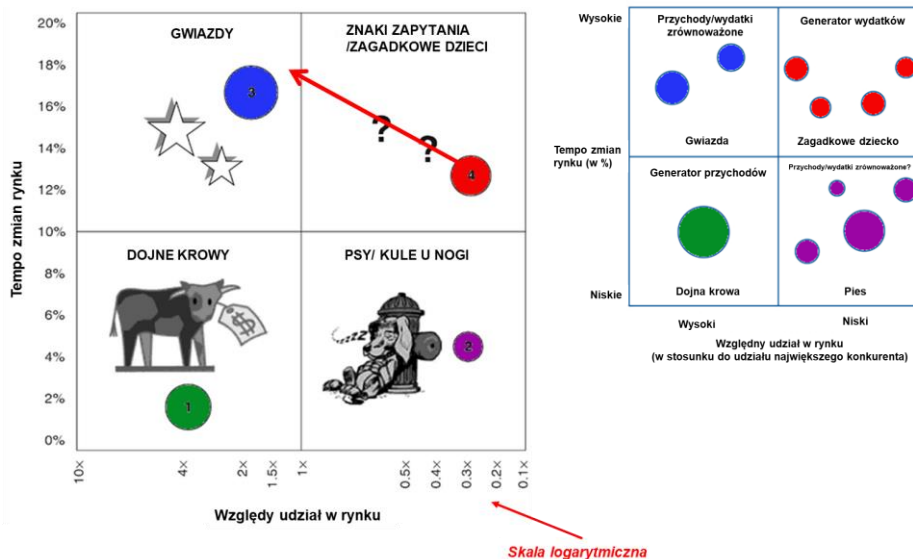 20%
18%
16%
14%
12%
10%
8%
6%
4%
2%
0%
Tempo zmian rynku
GWIAZDY
ZNAKI ZAPYTANIA
/ZAGADKOWE DZIECI
3
?
?
4
DOJNE KROWY
PSY/ KULE U NOGI
$
zzz
1
2
10×
4×
2×
1.5×
1×
0.5×
0.4×
0.3×
0.2×
0.1×
Względy udział w rynku
Skala logarytmiczna
Wysokie
Przychody/wydatki
zrównoważone
Generator wydatków
Gwiazda
Zagadkowe dziecko
Tempo zmian
rynku (w %)
Generator przychodów
Przychody/wydatki zrównoważone?
Niskie
Dojna krowa
Pies
Wysoki
Niski
Względny udział w rynku
(w stosunku do udziału największego konkurenta)